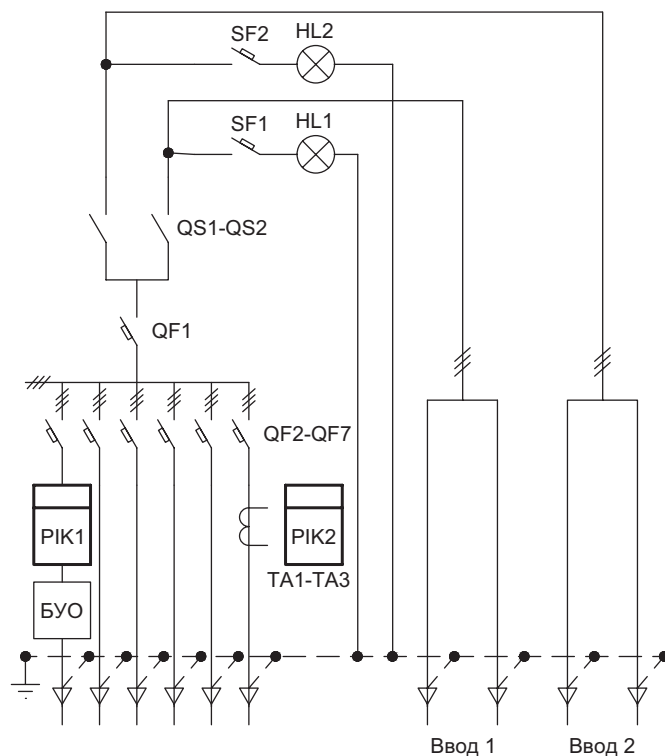 SF2
HL2
SF1
HL1
QS1-QS2
QF1
QF2-QF7
PIK1
PIK2
TA1-TA3
БУО
Ввод 1
Ввод 2